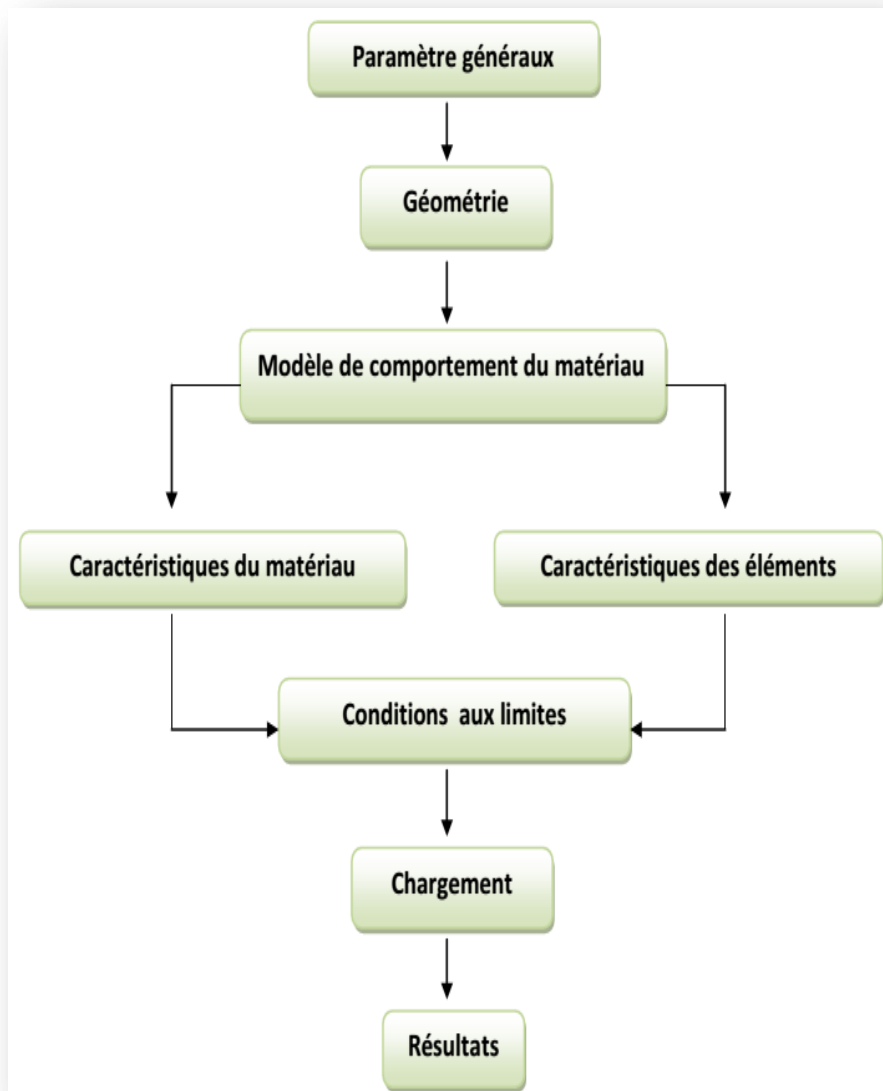 Paramètre généraux
Géométrie
Modèle de comportement du matériau
Caractéristiques du matériau
Caractéristiques des éléments
Conditions aux limites
Chargement
Résultats